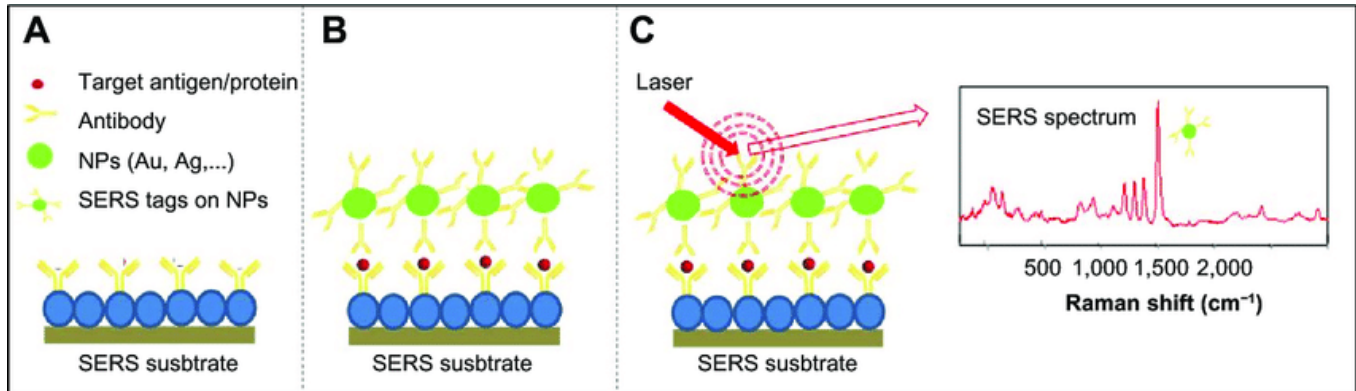 A
Target antigen/protein
Antibody
NPs (Au, Ag,...)
SERS tags on NPs
SERS susbtrate
B
SERS susbtrate
C
Laser
SERS susbtrate
SERS spectrum
500 1,000 1,500 2,000
Raman shift (cm⁻¹)